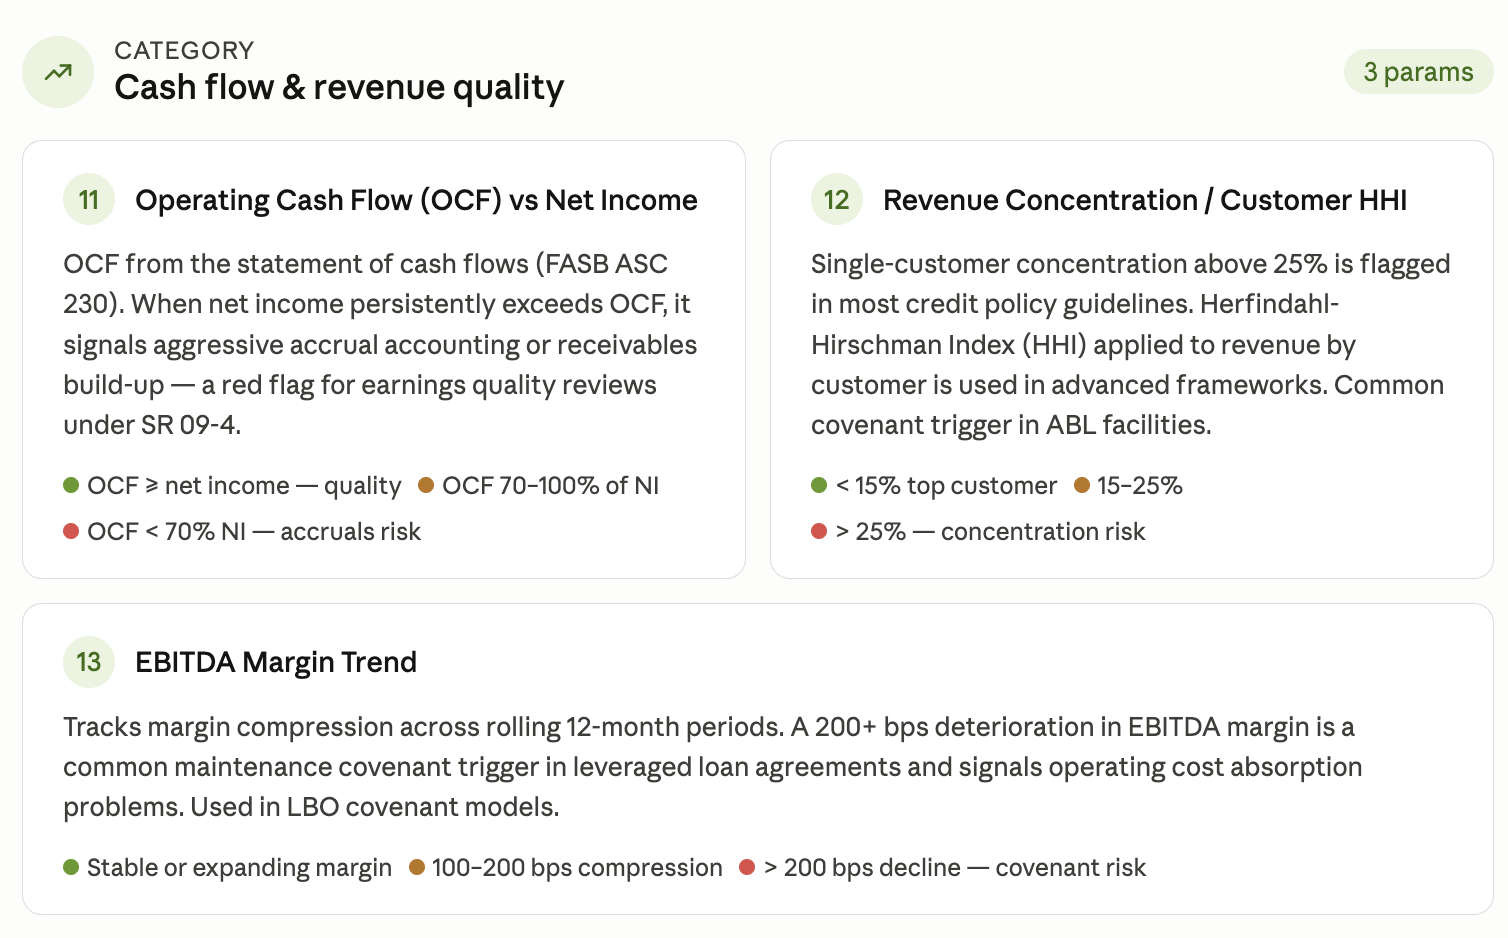 CATEGORY
Cash flow & revenue quality
3 params
11 Operating Cash Flow (OCF) vs Net Income
OCF from the statement of cash flows (FASB ASC
230). When net income persistently exceeds OCF, it
signals aggressive accrual accounting or receivables
build-up — a red flag for earnings quality reviews
under SR 09-4.
OCF ≥ net income — quality OCF 70–100% of NI
OCF < 70% NI — accruals risk
12 Revenue Concentration / Customer HHI
Single-customer concentration above 25% is flagged
in most credit policy guidelines. Herfindahl-
Hirschman Index (HHI) applied to revenue by
customer is used in advanced frameworks. Common
covenant trigger in ABL facilities.
< 15% top customer 15–25%
> 25% — concentration risk
13 EBITDA Margin Trend
Tracks margin compression across rolling 12-month periods. A 200+ bps deterioration in EBITDA margin is a
common maintenance covenant trigger in leveraged loan agreements and signals operating cost absorption
problems. Used in LBO covenant models.
Stable or expanding margin 100–200 bps compression > 200 bps decline — covenant risk